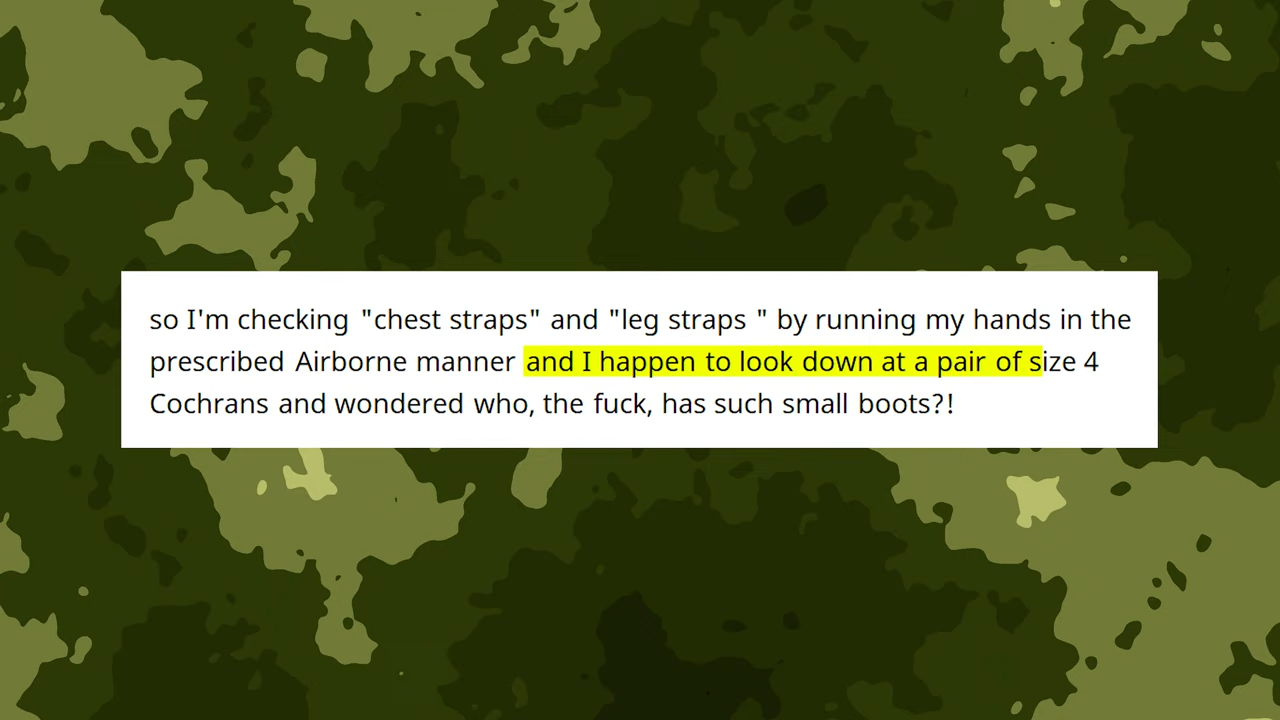 so I'm checking "chest straps" and "leg straps " by running my hands in the
prescribed Airborne manner and I happen to look down at a pair of size 4
Cochrans and wondered who, the fuck, has such small boots?!